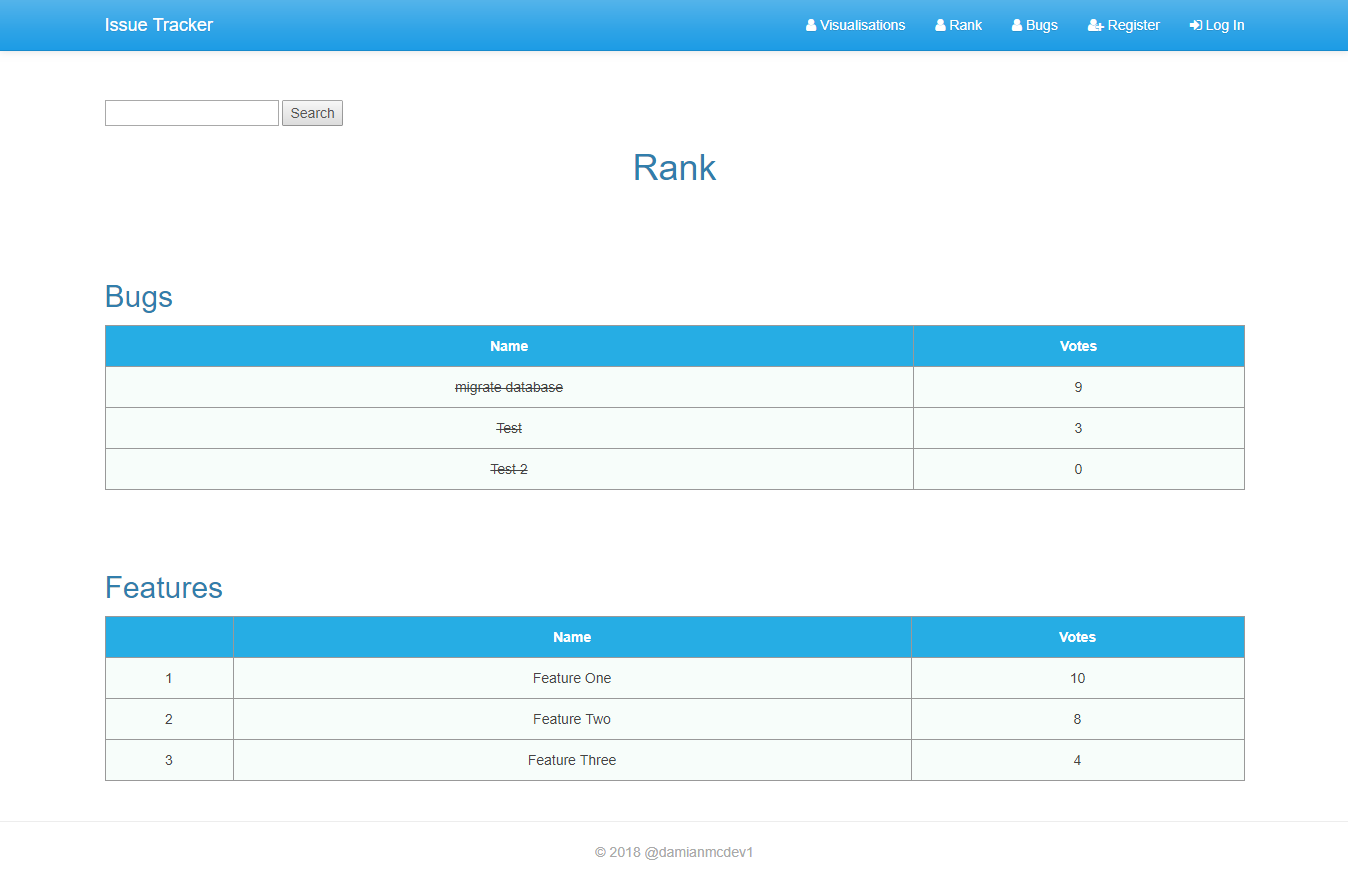 Issue Tracker Visualisations Rank Bugs Register Log In
Search
Rank
Bugs
Name Votes
migrate database 9
Test 3
Test 2 0
Features
Name Votes
1 Feature One 10
2 Feature Two 8
3 Feature Three 4
© 2018 @damianmcdev1